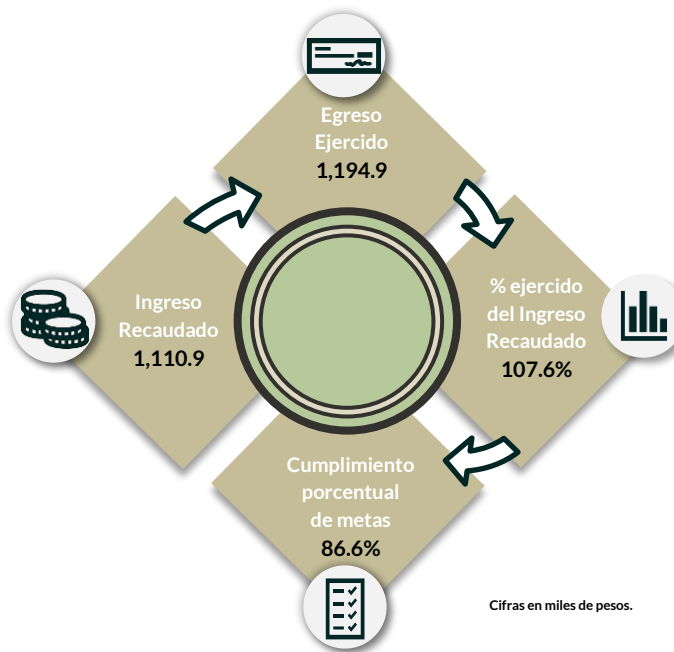 Egreso
Ejercido
1,194.9
Ingreso
Recaudado
1,110.9
% ejercido
del Ingreso
Recaudado
107.6%
Cumplimiento
porcentual
de metas
86.6%
Cifras en miles de pesos.